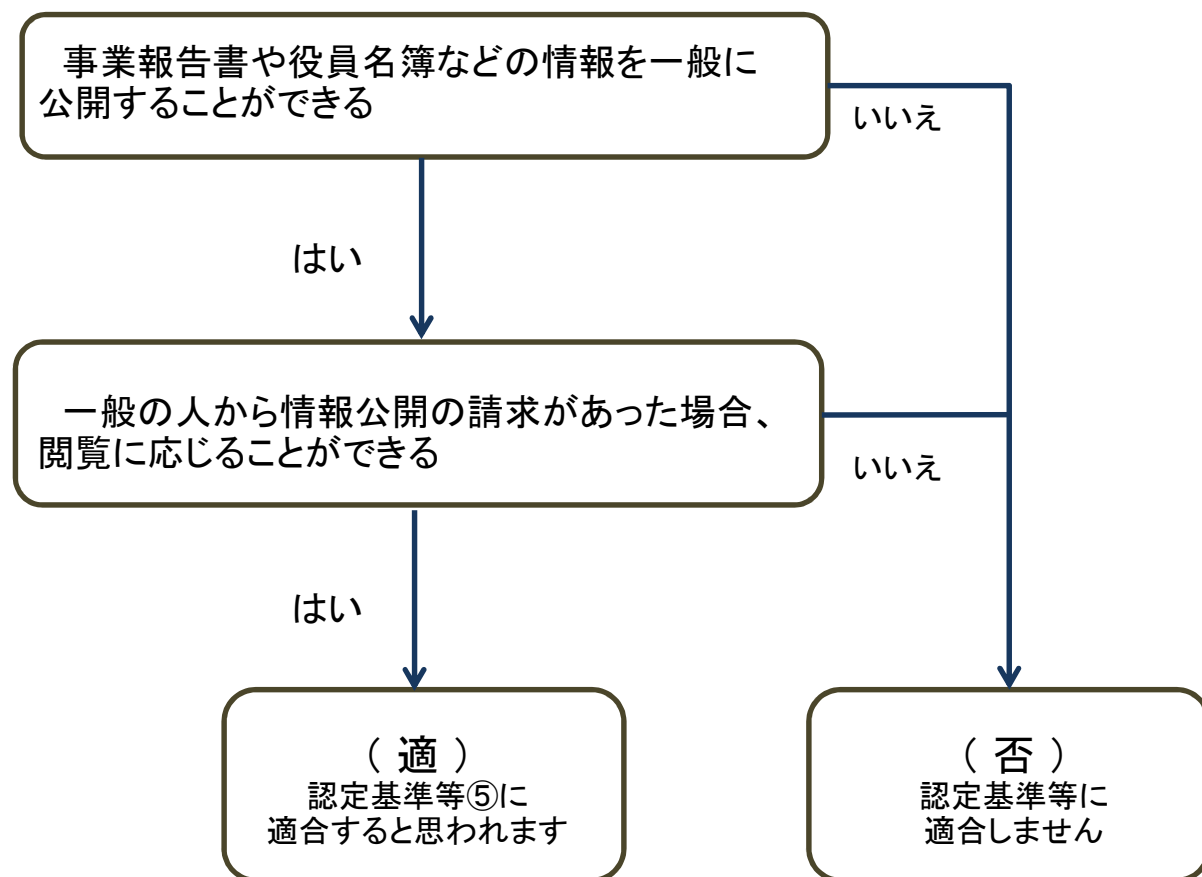 事業報告書や役員名簿などの情報を一般に
公開することができる
いいえ
はい
一般の人から情報公開の請求があった場合、
閲覧に応じることができる
いいえ
はい
（ 適 ）
認定基準等⑤に
適合すると思われます
（ 否 ）
認定基準等に
適合しません